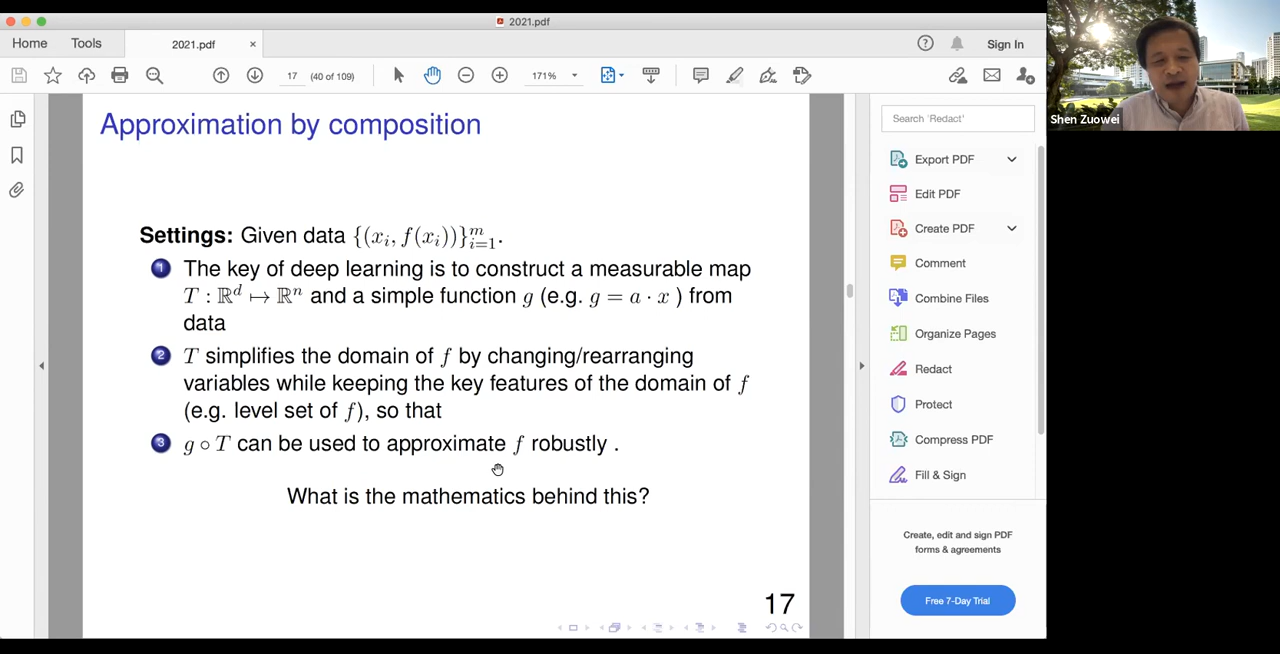 2021.pdf
Home
Tools
2021.pdf
×
Sign In
17
(40 of 109)
171%
Search 'Redact'
Export PDF
Edit PDF
Create PDF
Comment
Combine Files
Organize Pages
Redact
Protect
Compress PDF
Fill & Sign
Create, edit and sign PDF
forms & agreements
Free 7-Day Trial
Shen Zuowei
Approximation by composition
Settings: Given data {(x_i, f(x_i))}_{i=1}^m.
1 The key of deep learning is to construct a measurable map
T : ℝ^d ↦ ℝ^n and a simple function g (e.g. g = a · x ) from
data
2 T simplifies the domain of f by changing/rearranging
variables while keeping the key features of the domain of f
(e.g. level set of f), so that
3 g ∘ T can be used to approximate f robustly .
What is the mathematics behind this?
17